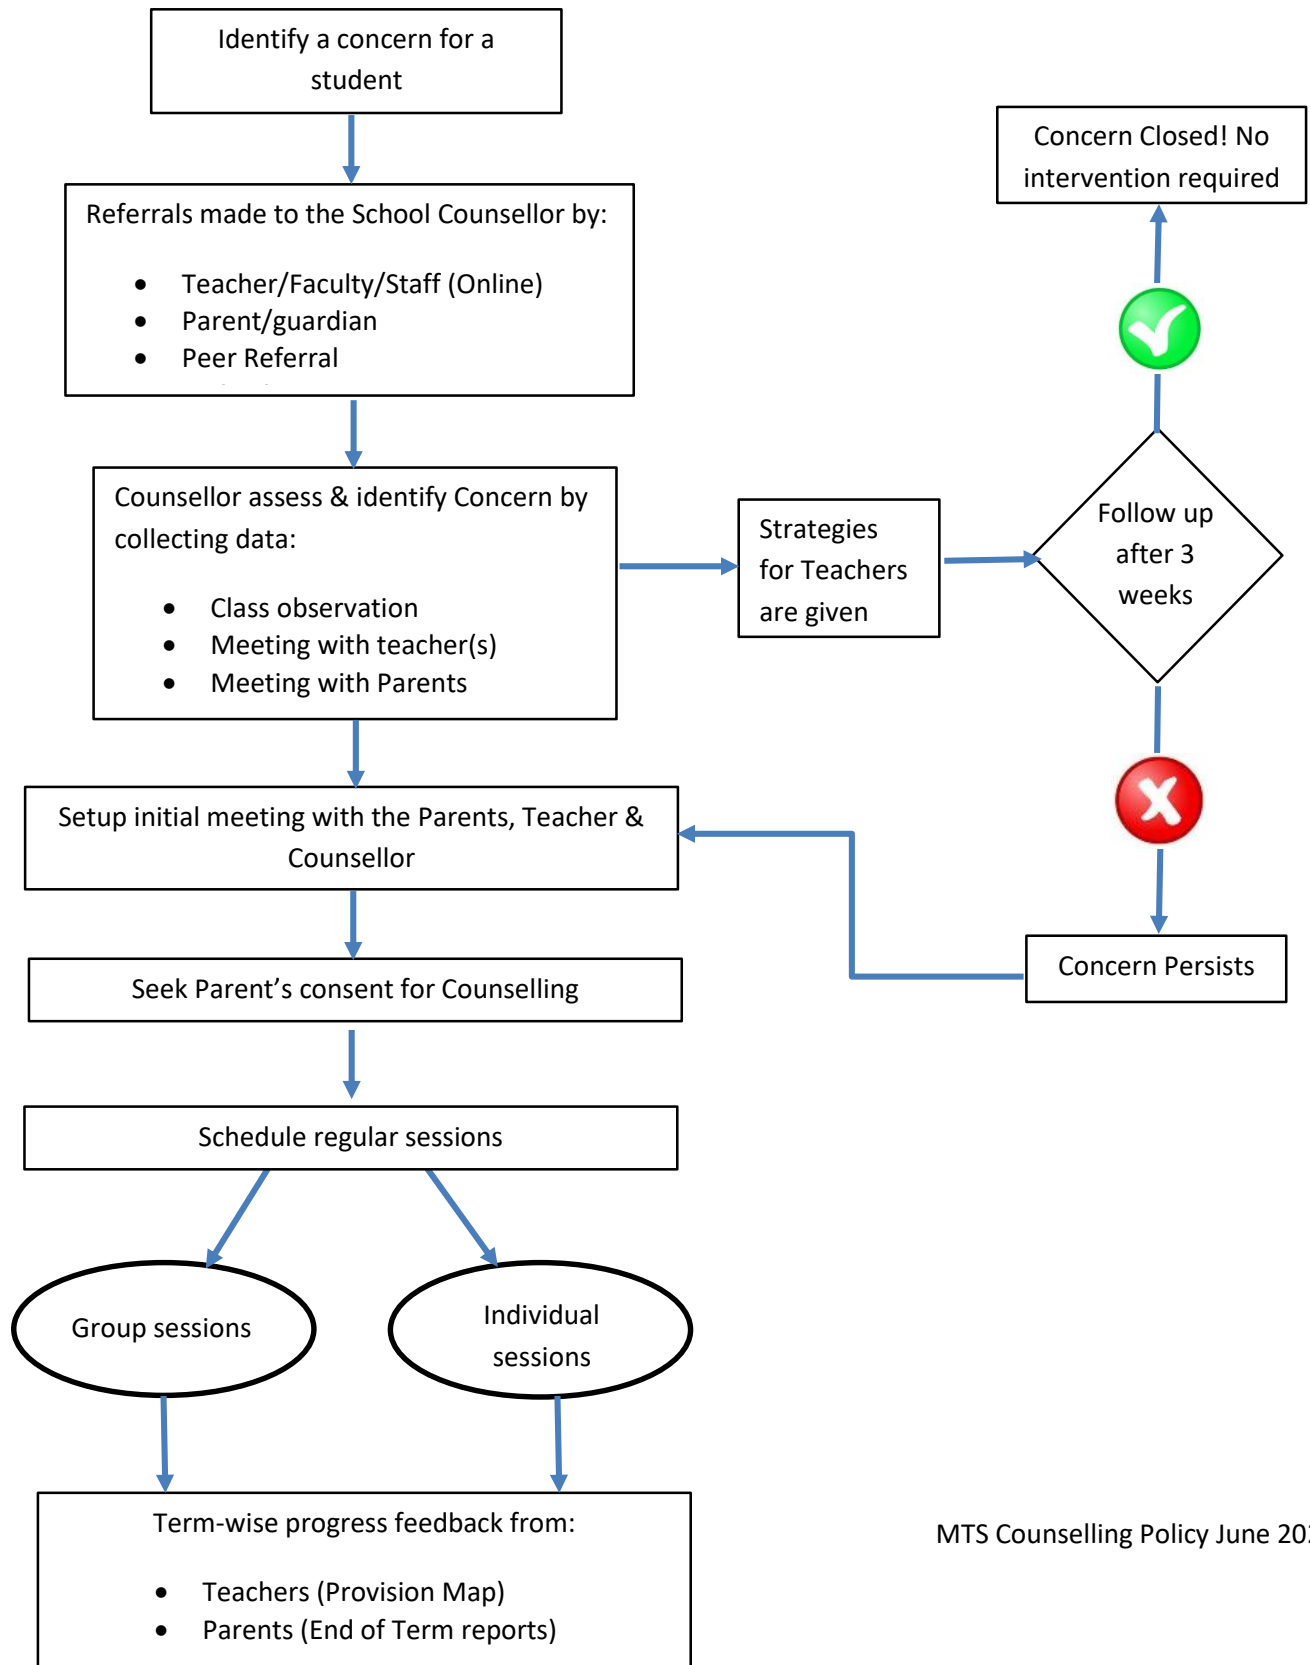 Identify a concern for a
student
Referrals made to the School Counsellor by:
• Teacher/Faculty/Staff (Online)
• Parent/guardian
• Peer Referral
Counsellor assess & identify Concern by
collecting data:
• Class observation
• Meeting with teacher(s)
• Meeting with Parents
Strategies
for Teachers
are given
Follow up
after 3
weeks
Concern Closed! No
intervention required
Concern Persists
Setup initial meeting with the Parents, Teacher &
Counsellor
Seek Parent’s consent for Counselling
Schedule regular sessions
Group sessions
Individual
sessions
Term-wise progress feedback from:
• Teachers (Provision Map)
• Parents (End of Term reports)
MTS Counselling Policy June